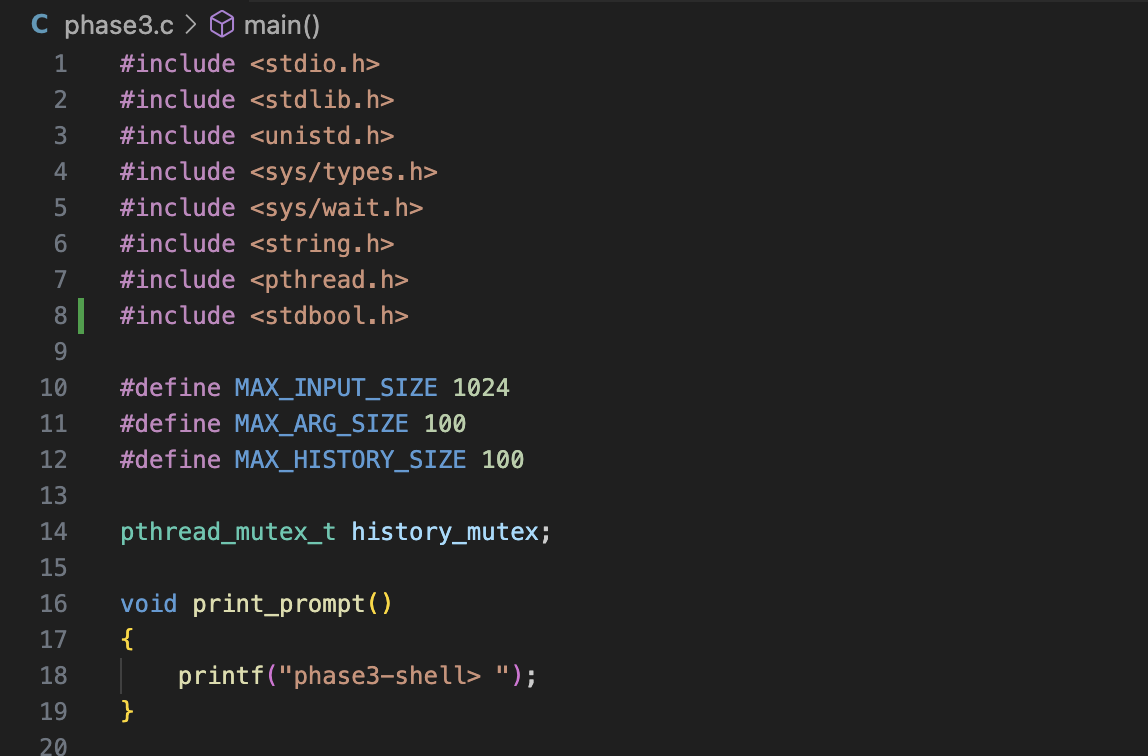 C phase3.c > main()
1 #include <stdio.h>
2 #include <stdlib.h>
3 #include <unistd.h>
4 #include <sys/types.h>
5 #include <sys/wait.h>
6 #include <string.h>
7 #include <pthread.h>
8 #include <stdbool.h>
9
10 #define MAX_INPUT_SIZE 1024
11 #define MAX_ARG_SIZE 100
12 #define MAX_HISTORY_SIZE 100
13
14 pthread_mutex_t history_mutex;
15
16 void print_prompt()
17 {
18     printf("phase3-shell> ");
19 }
20